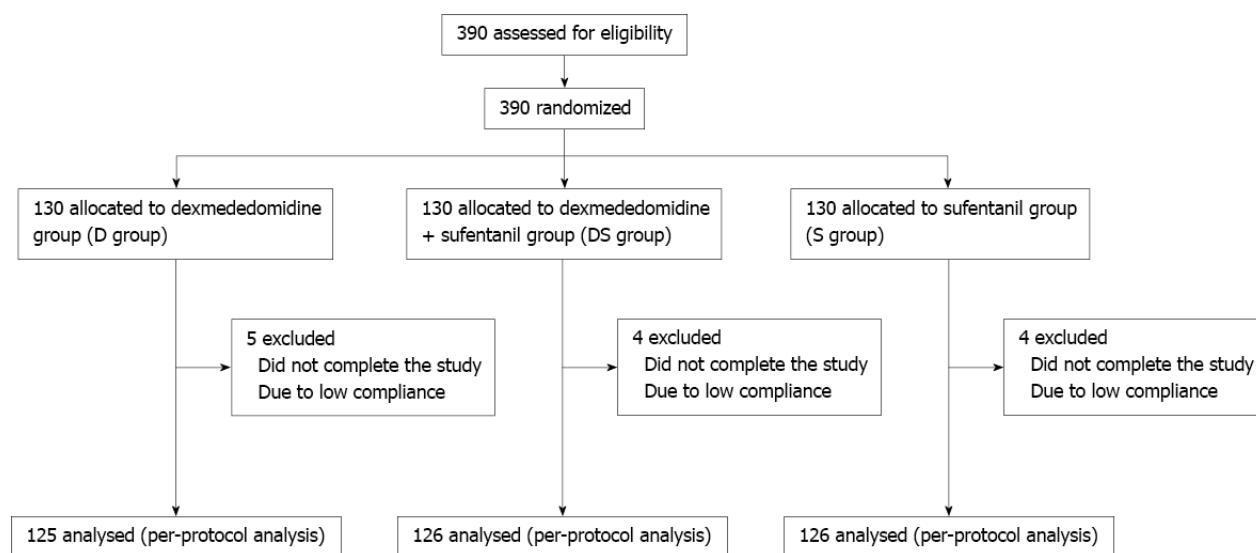 390 assessed for eligibility
390 randomized
130 allocated to dexmededomidine
group (D group)
130 allocated to dexmededomidine
+ sufentanil group (DS group)
130 allocated to sufentanil group
(S group)
5 excluded
Did not complete the study
Due to low compliance
4 excluded
Did not complete the study
Due to low compliance
4 excluded
Did not complete the study
Due to low compliance
125 analysed (per-protocol analysis)
126 analysed (per-protocol analysis)
126 analysed (per-protocol analysis)